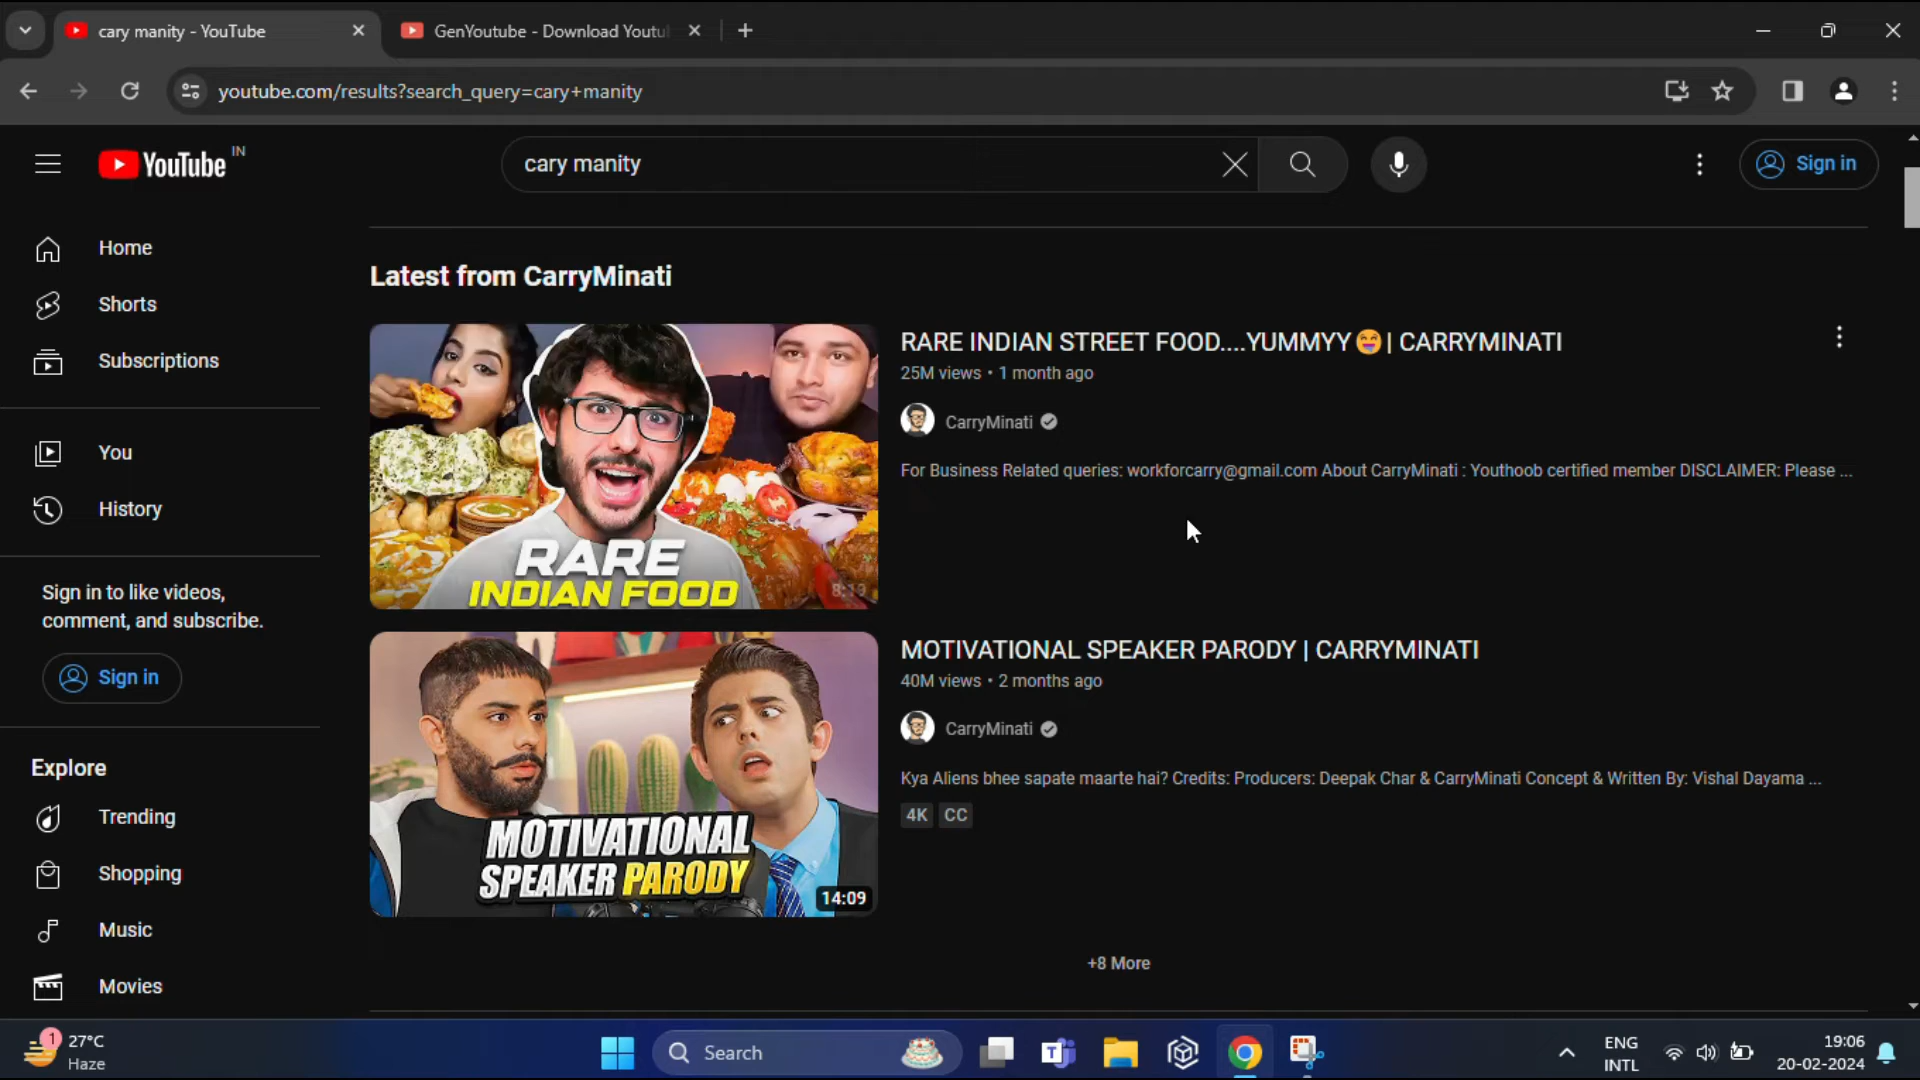 cary manity - YouTube
GenYoutube - Download Youtu
youtube.com/results?search_query=cary+manity
YouTube IN
cary manity
Sign in
Home
Shorts
Subscriptions
You
History
Sign in to like videos,
comment, and subscribe.
Sign in
Explore
Trending
Shopping
Music
Movies
Latest from CarryMinati
RARE
INDIAN FOOD
8:19
RARE INDIAN STREET FOOD....YUMMYY😄| CARRYMINATI
25M views • 1 month ago
CarryMinati
For Business Related queries: workforcarry@gmail.com About CarryMinati : Youthoob certified member DISCLAIMER: Please ...
MOTIVATIONAL
SPEAKER PARODY
14:09
MOTIVATIONAL SPEAKER PARODY | CARRYMINATI
40M views • 2 months ago
CarryMinati
Kya Aliens bhee sapate maarte hai? Credits: Producers: Deepak Char & CarryMinati Concept & Written By: Vishal Dayama ...
4K CC
+8 More
1
27°C
Haze
Search
ENG
INTL
19:06
20-02-2024